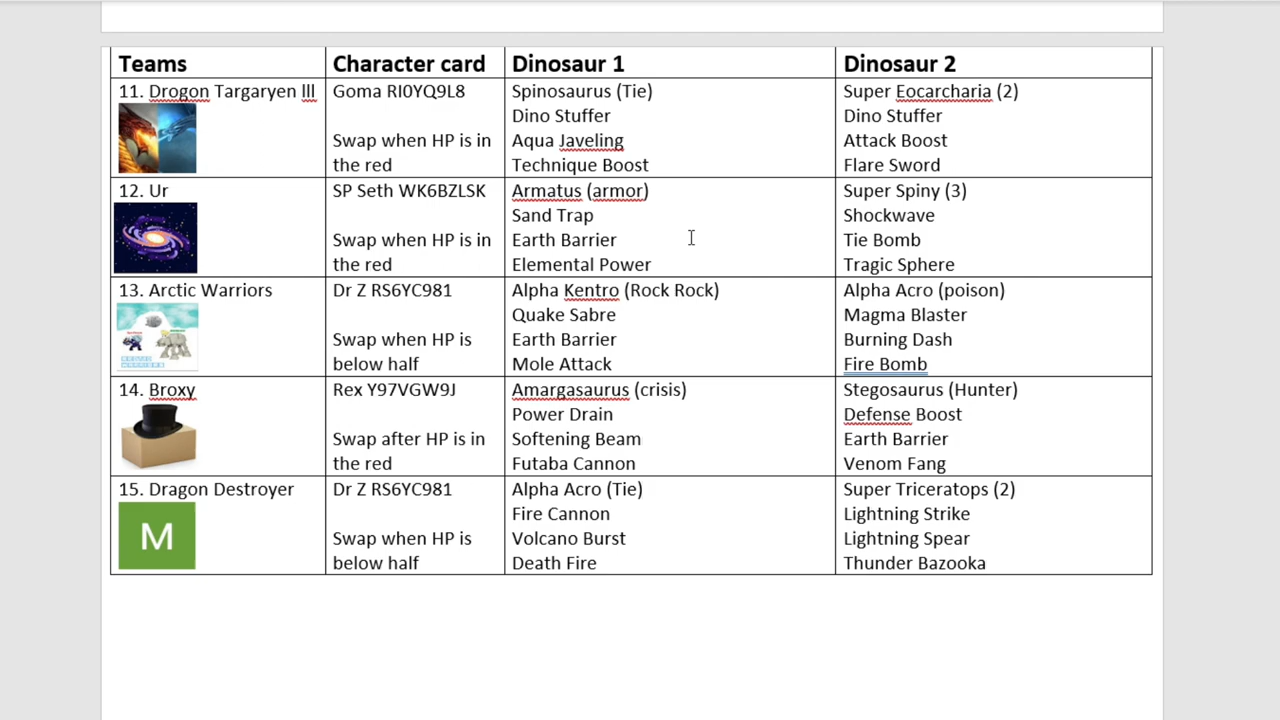 Teams Character card Dinosaur 1 Dinosaur 2
11. Drogon Targaryen lll Goma RI0YQ9L8 Spinosaurus (Tie) Super Eocarcharia (2)
Dino Stuffer Dino Stuffer
Swap when HP is in Aqua Javeling Attack Boost
the red Technique Boost Flare Sword
12. Ur SP Seth WK6BZLSK Armatus (armor) Super Spiny (3)
Sand Trap Shockwave
Swap when HP is in Earth Barrier Tie Bomb
the red Elemental Power Tragic Sphere
13. Arctic Warriors Dr Z RS6YC981 Alpha Kentro (Rock Rock) Alpha Acro (poison)
Quake Sabre Magma Blaster
Swap when HP is Earth Barrier Burning Dash
below half Mole Attack Fire Bomb
14. Broxy Rex Y97VGW9J Amargasaurus (crisis) Stegosaurus (Hunter)
Power Drain Defense Boost
Swap after HP is in Softening Beam Earth Barrier
the red Futaba Cannon Venom Fang
15. Dragon Destroyer Dr Z RS6YC981 Alpha Acro (Tie) Super Triceratops (2)
Fire Cannon Lightning Strike
M Swap when HP is Volcano Burst Lightning Spear
below half Death Fire Thunder Bazooka